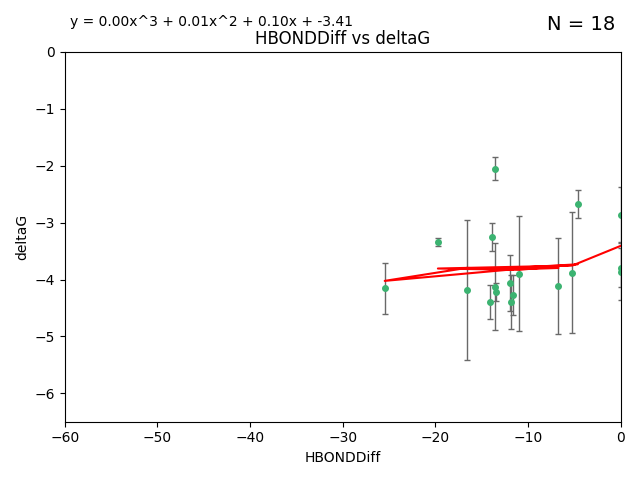 y = 0.00x^3 + 0.01x^2 + 0.10x + -3.41
N = 18
HBONDDiff vs deltaG
0
−1
−2
−3
−4
−5
−6
deltaG
−60
−50
−40
−30
−20
−10
0
HBONDDiff